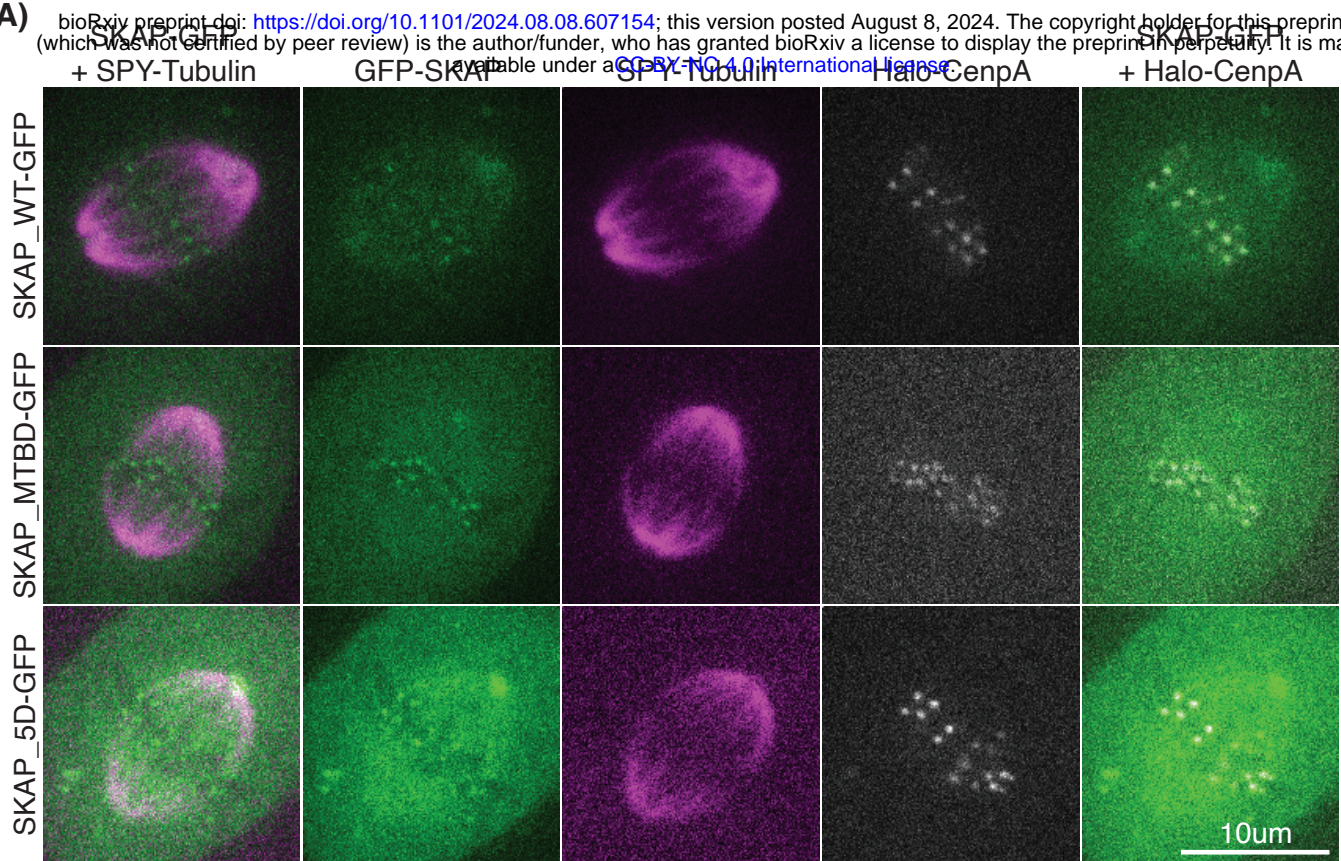 A)
bioRxiv preprint doi: https://doi.org/10.1101/2024.08.08.607154; this version posted August 8, 2024. The copyright holder for this preprin
(which was not certified by peer review) is the author/funder, who has granted bioRxiv a license to display the preprint in perpetuity. It is ma
available under aCC-BY-NC 4.0 International license.
SKAP-GFP
+ SPY-Tubulin
GFP-SKAP
SPY-Tubulin
Halo-CenpA
SKAP-GFP
+ Halo-CenpA
SKAP_WT-GFP
SKAP_MTBD-GFP
SKAP_5D-GFP
10um